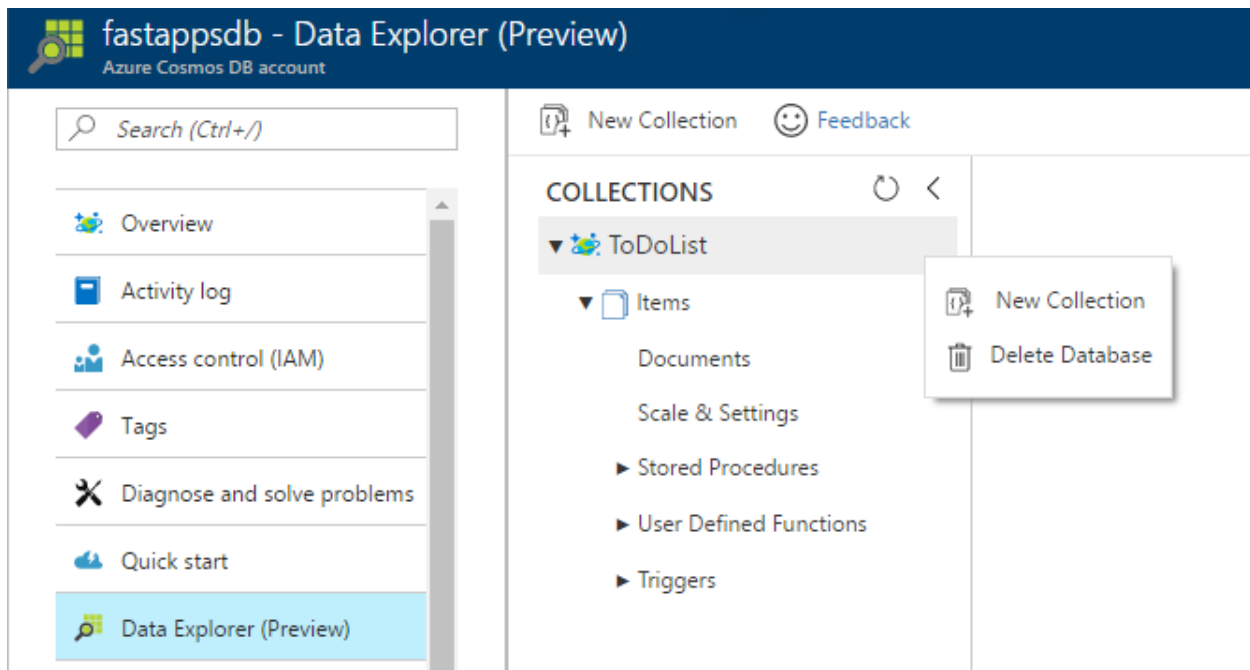 fastappsdb - Data Explorer (Preview)
Azure Cosmos DB account
Search (Ctrl+/)
Overview
Activity log
Access control (IAM)
Tags
Diagnose and solve problems
Quick start
Data Explorer (Preview)
New Collection
Feedback
COLLECTIONS
ToDoList
Items
Documents
Scale & Settings
Stored Procedures
User Defined Functions
Triggers
New Collection
Delete Database